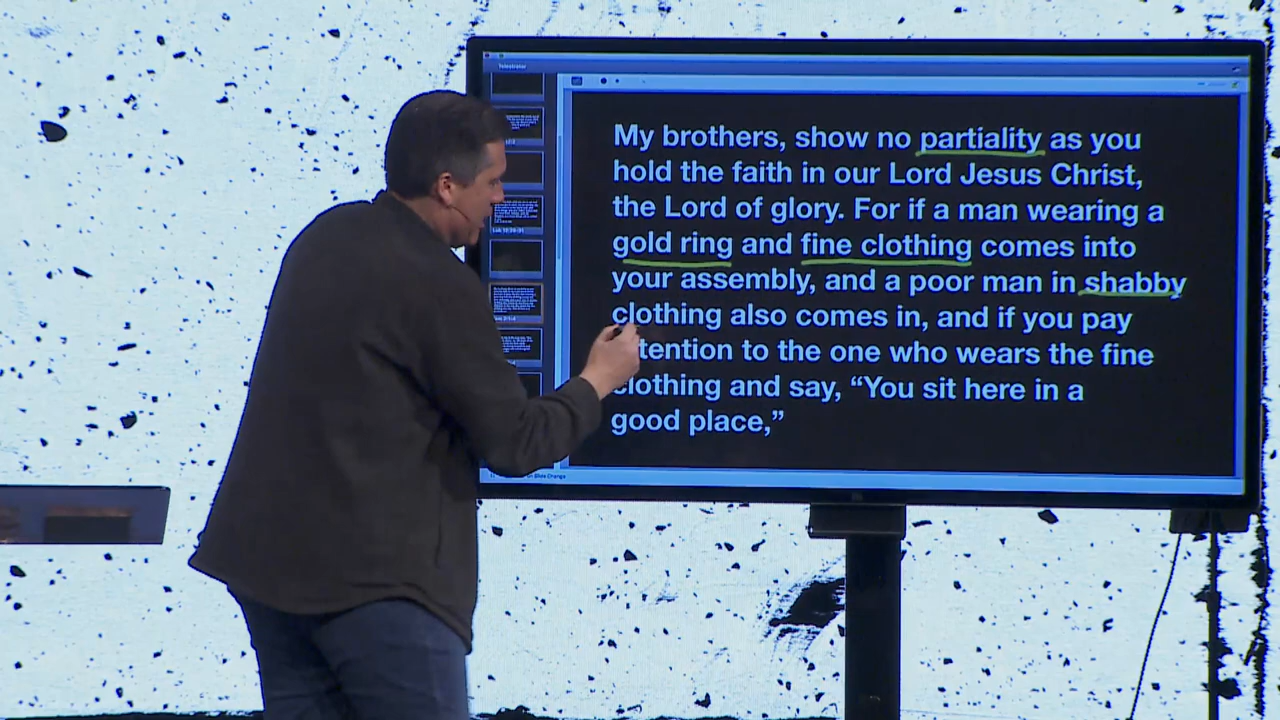 Telestrator
My brothers, show no partiality as you
hold the faith in our Lord Jesus Christ,
the Lord of glory. For if a man wearing a
gold ring and fine clothing comes into
your assembly, and a poor man in shabby
clothing also comes in, and if you pay
tention to the one who wears the fine
clothing and say, “You sit here in a
good place,”